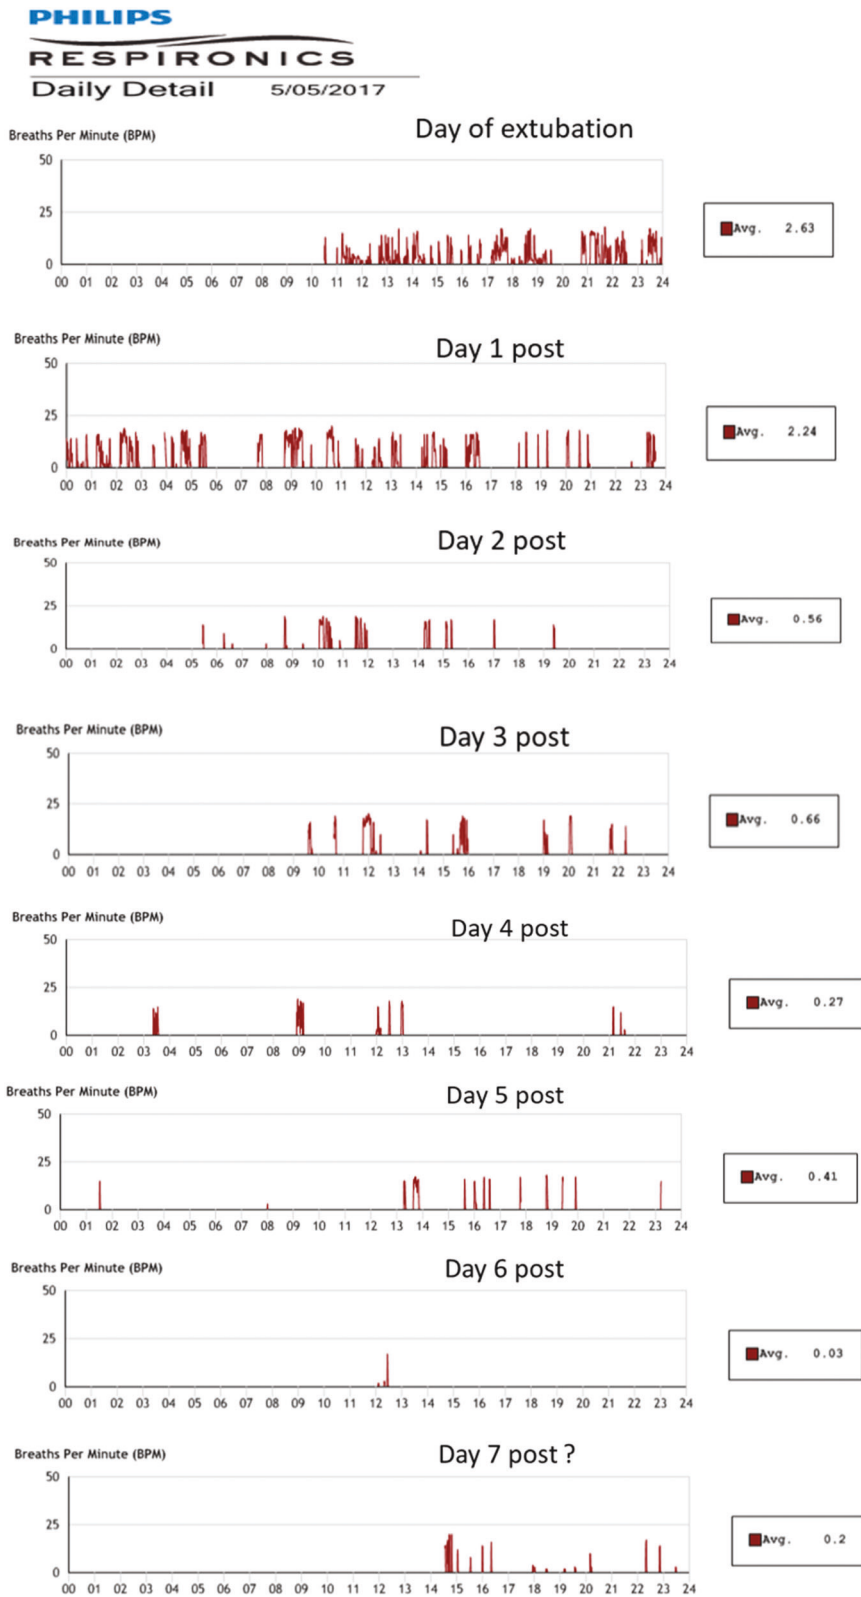 PHILIPS
RESPIRONICS
Daily Detail 5/05/2017
Day of extubation
Breaths Per Minute (BPM)
50
25
0
00 01 02 03 04 05 06 07 08 09 10 11 12 13 14 15 16 17 18 19 20 21 22 23 24
Avg. 2.63
Breaths Per Minute (BPM)
Day 1 post
50
25
0
00 01 02 03 04 05 06 07 08 09 10 11 12 13 14 15 16 17 18 19 20 21 22 23 24
Avg. 2.24
Breaths Per Minute (BPM)
Day 2 post
50
25
0
00 01 02 03 04 05 06 07 08 09 10 11 12 13 14 15 16 17 18 19 20 21 22 23 24
Avg. 0.56
Breaths Per Minute (BPM)
Day 3 post
50
25
0
00 01 02 03 04 05 06 07 08 09 10 11 12 13 14 15 16 17 18 19 20 21 22 23 24
Avg. 0.66
Breaths Per Minute (BPM)
Day 4 post
50
25
0
00 01 02 03 04 05 06 07 08 09 10 11 12 13 14 15 16 17 18 19 20 21 22 23 24
Avg. 0.27
Breaths Per Minute (BPM)
Day 5 post
50
25
0
00 01 02 03 04 05 06 07 08 09 10 11 12 13 14 15 16 17 18 19 20 21 22 23 24
Avg. 0.41
Breaths Per Minute (BPM)
Day 6 post
50
25
0
00 01 02 03 04 05 06 07 08 09 10 11 12 13 14 15 16 17 18 19 20 21 22 23 24
Avg. 0.03
Breaths Per Minute (BPM)
Day 7 post ?
50
25
0
00 01 02 03 04 05 06 07 08 09 10 11 12 13 14 15 16 17 18 19 20 21 22 23 24
Avg. 0.2